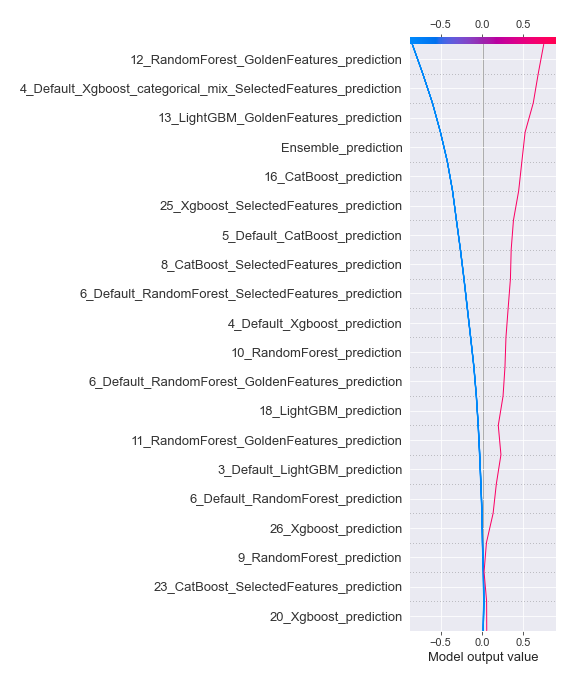 −0.5 0.0 0.5
12_RandomForest_GoldenFeatures_prediction
4_Default_Xgboost_categorical_mix_SelectedFeatures_prediction
13_LightGBM_GoldenFeatures_prediction
Ensemble_prediction
16_CatBoost_prediction
25_Xgboost_SelectedFeatures_prediction
5_Default_CatBoost_prediction
8_CatBoost_SelectedFeatures_prediction
6_Default_RandomForest_SelectedFeatures_prediction
4_Default_Xgboost_prediction
10_RandomForest_prediction
6_Default_RandomForest_GoldenFeatures_prediction
18_LightGBM_prediction
11_RandomForest_GoldenFeatures_prediction
3_Default_LightGBM_prediction
6_Default_RandomForest_prediction
26_Xgboost_prediction
9_RandomForest_prediction
23_CatBoost_SelectedFeatures_prediction
20_Xgboost_prediction
−0.5 0.0 0.5
Model output value